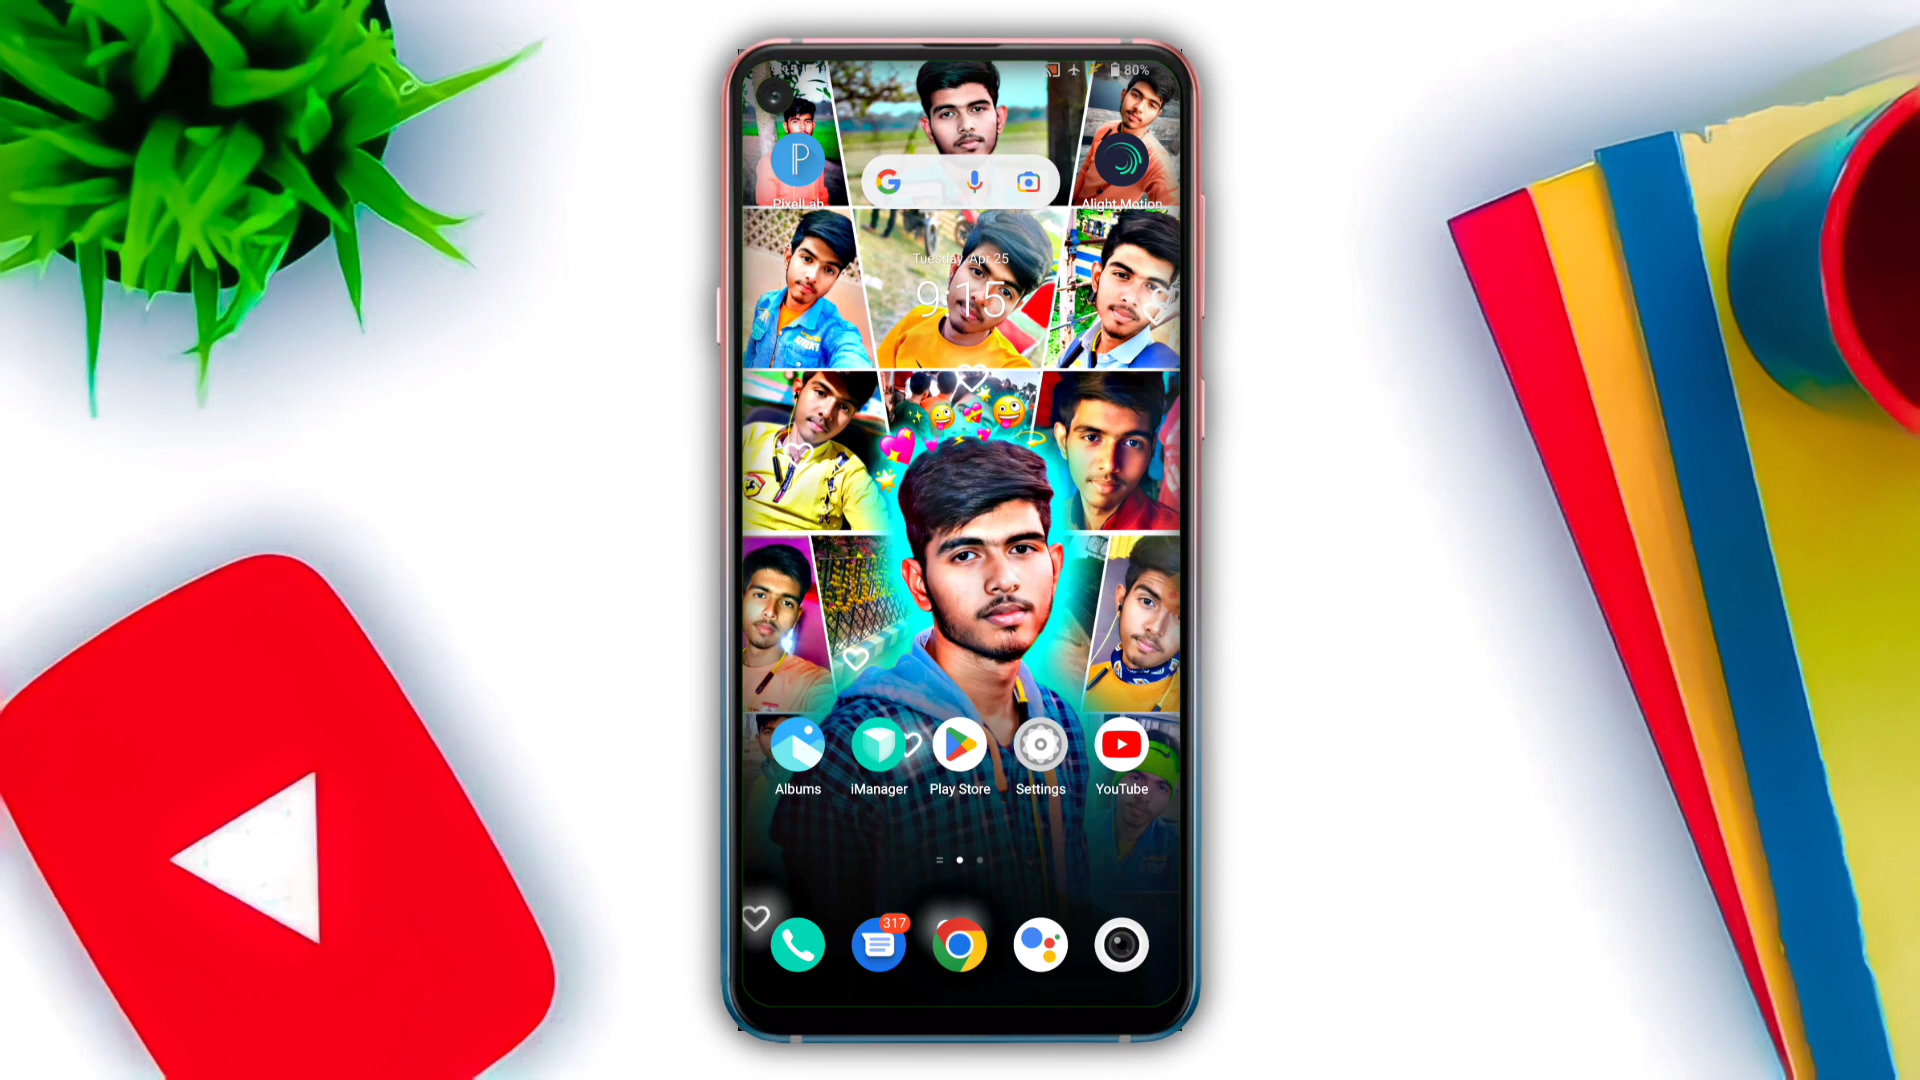 80%
PixelLab
Alight Motion
Tuesday, Apr 25
9:15
Albums
iManager
Play Store
Settings
YouTube
317